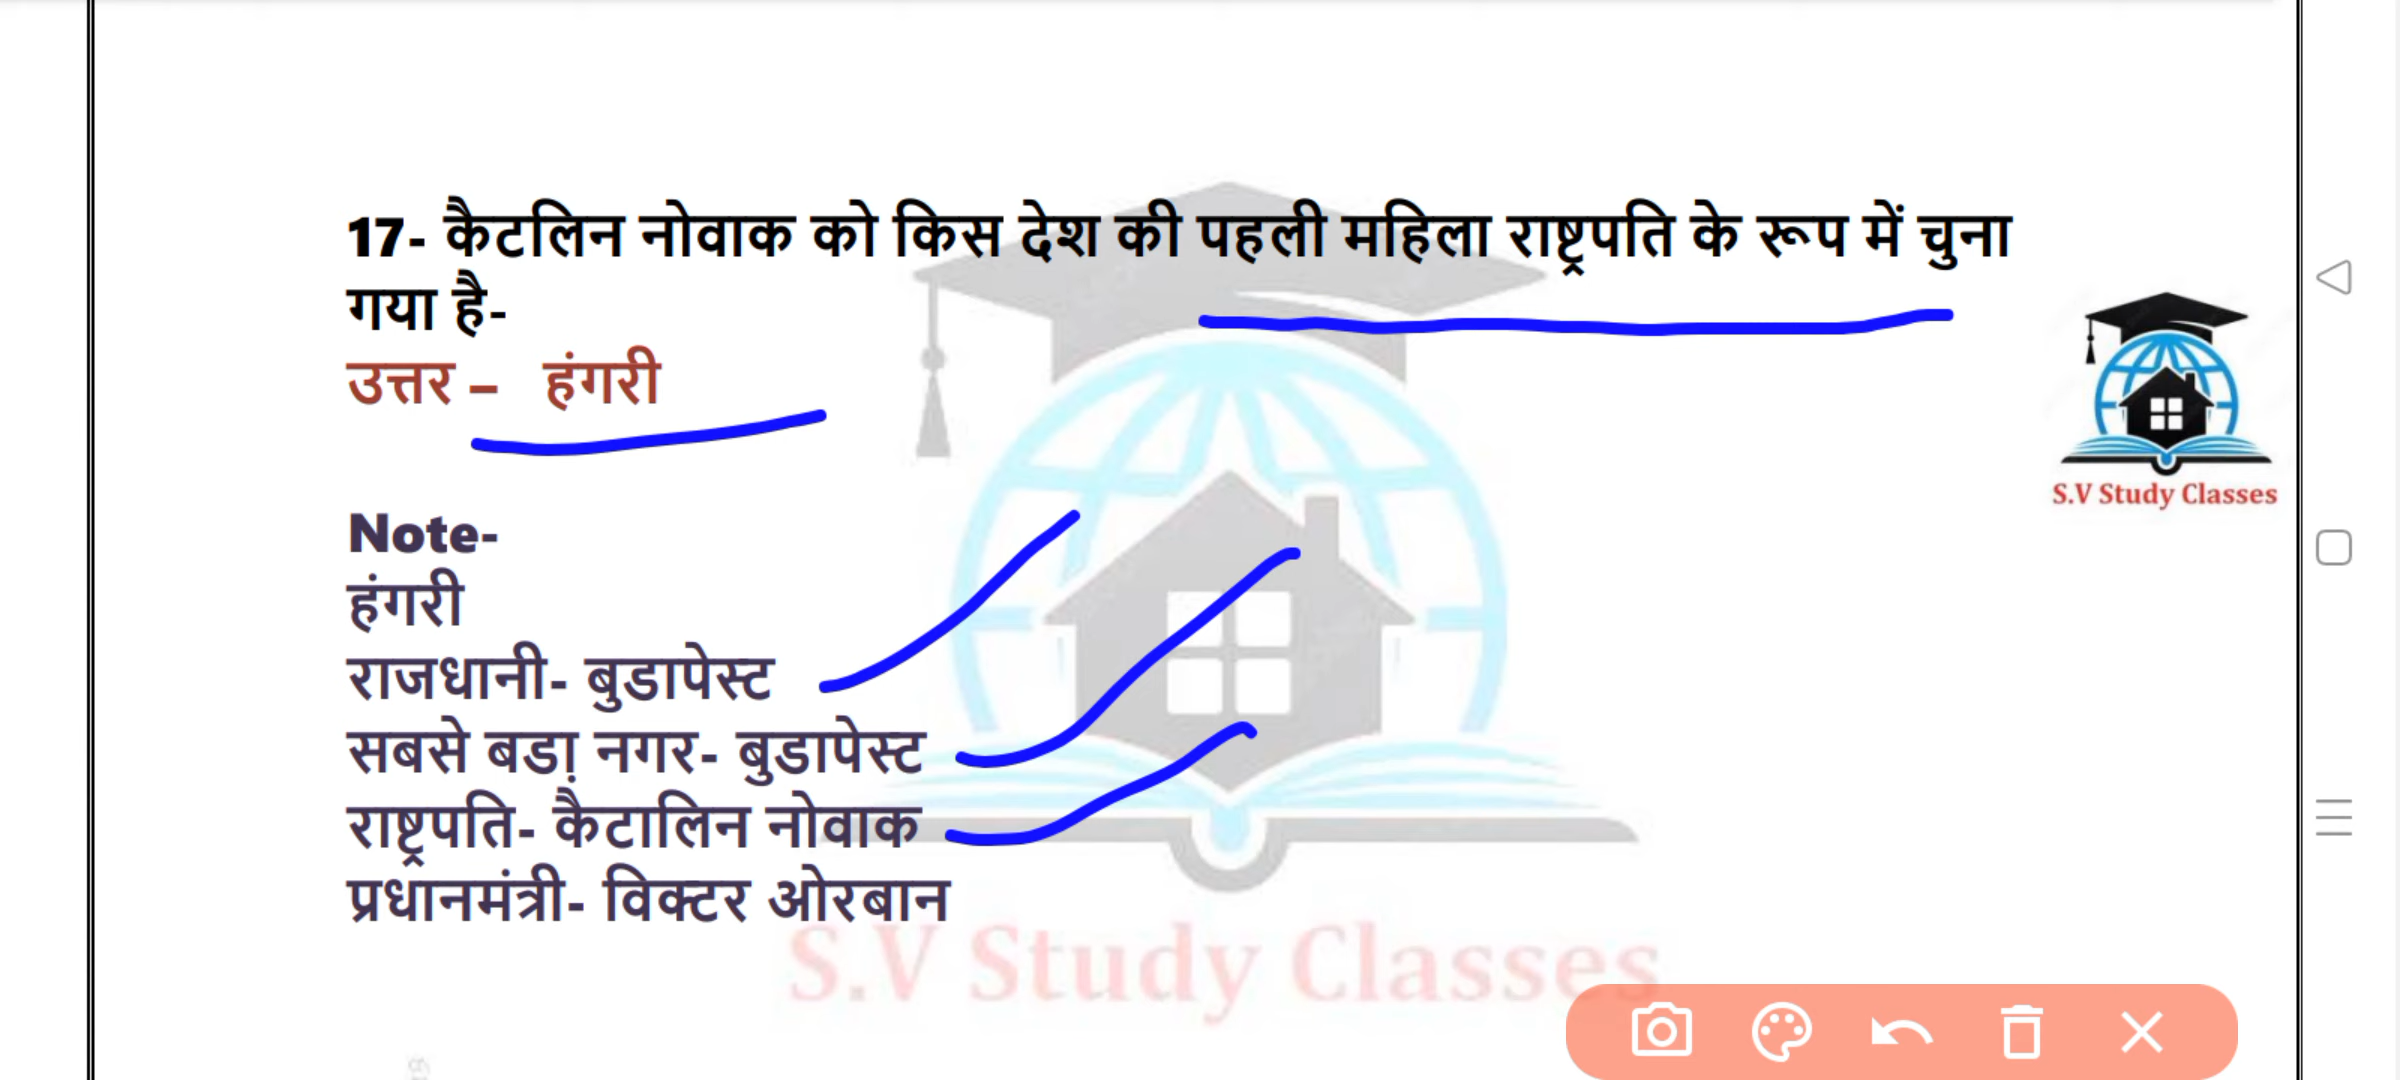 17- कैटलिन नोवाक को किस देश की पहली महिला राष्ट्रपति के रूप में चुना
गया है-
उत्तर – हंगरी
S.V Study Classes
Note-
हंगरी
राजधानी- बुडापेस्ट
सबसे बडा़ नगर- बुडापेस्ट
राष्ट्रपति- कैटालिन नोवाक
प्रधानमंत्री- विक्टर ओरबान
S.V Study Classes